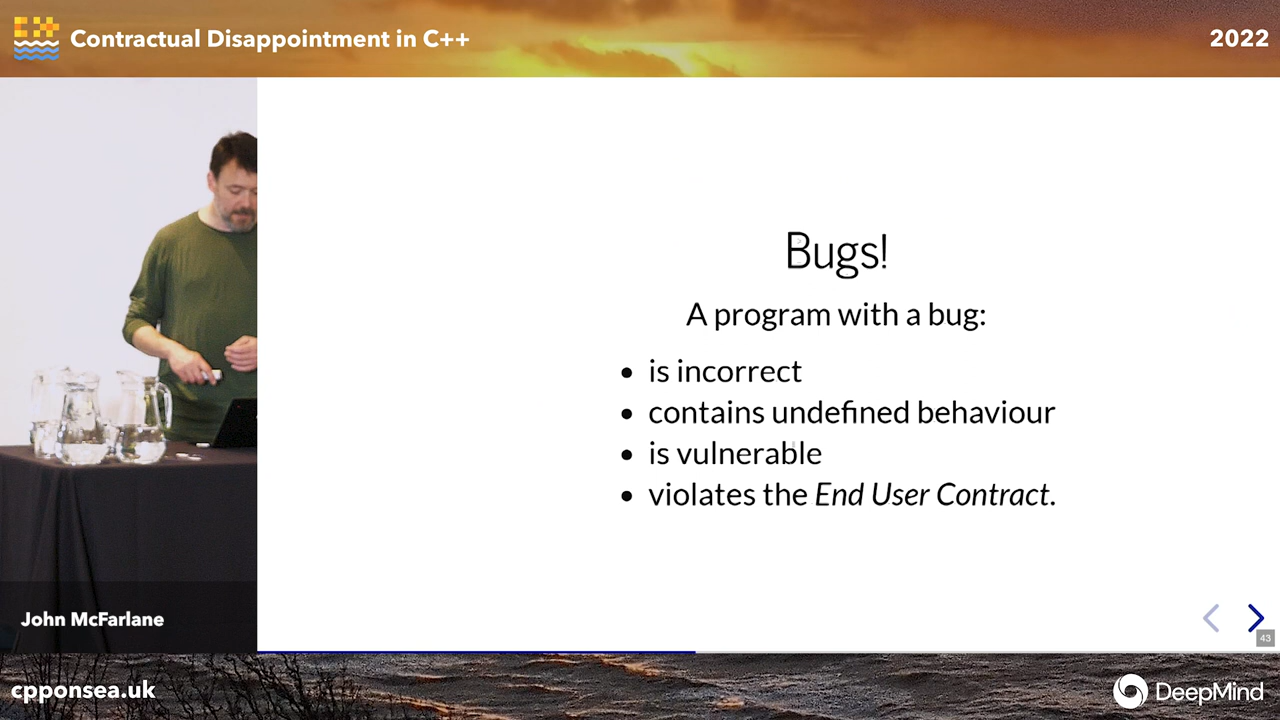 Contractual Disappointment in C++
2022
Bugs!
A program with a bug:
• is incorrect
• contains undefined behaviour
• is vulnerable
• violates the End User Contract.
John McFarlane
43
cpponsea.uk
DeepMind